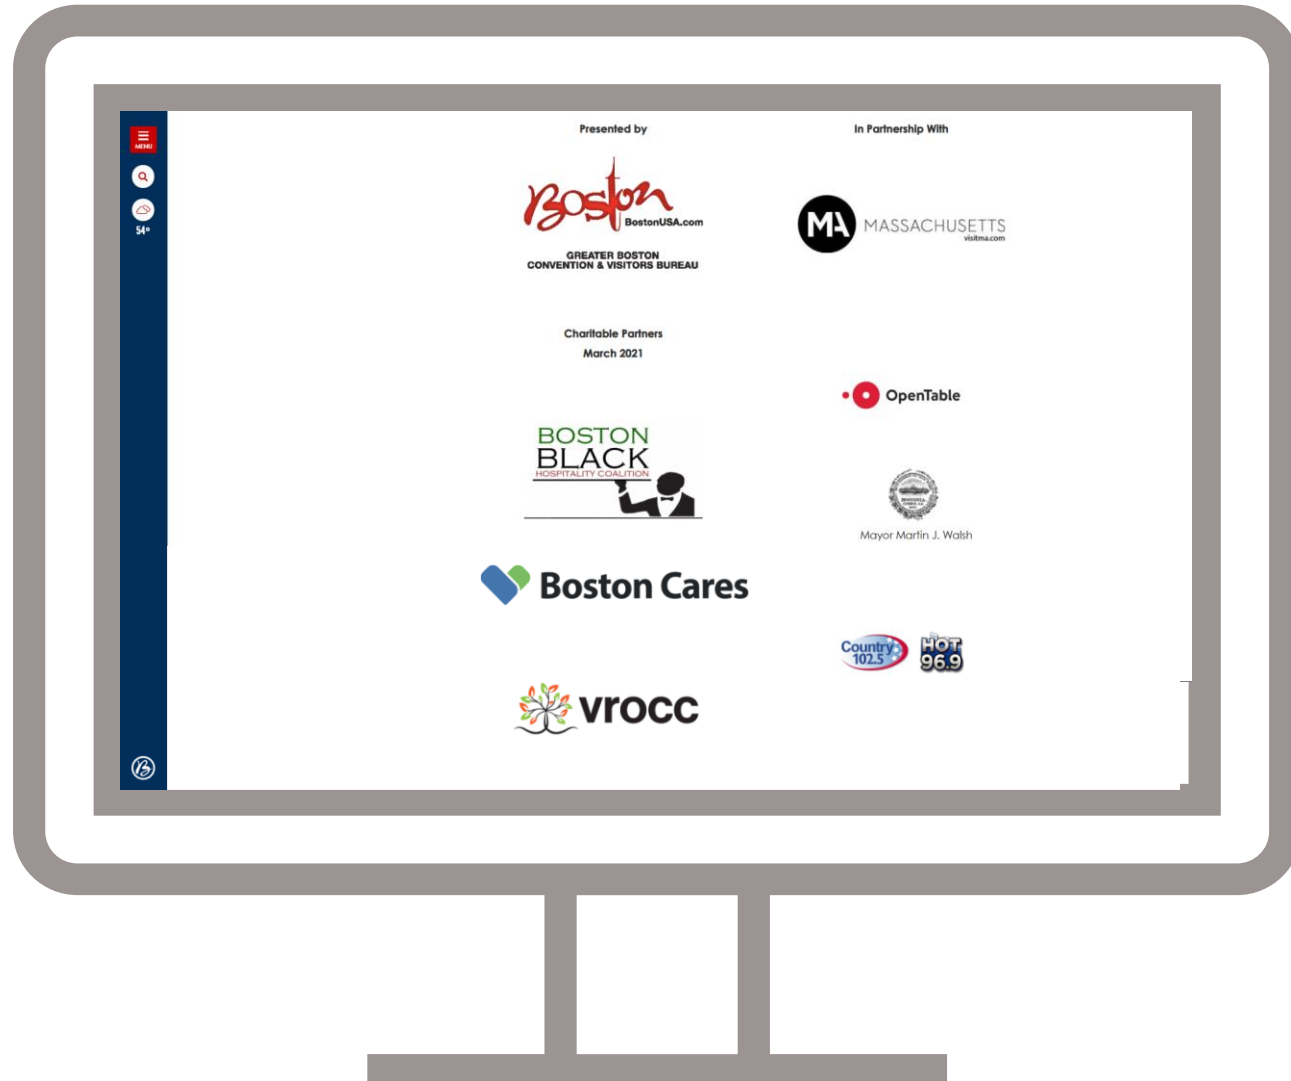 MENU
54°
Presented by
Boston
BostonUSA.com
GREATER BOSTON
CONVENTION & VISITORS BUREAU
In Partnership With
MA MASSACHUSETTS
visitma.com
Charitable Partners
March 2021
BOSTON
BLACK
HOSPITALITY COALITION
Boston Cares
vrocc
OpenTable
Mayor Martin J. Walsh
Country
102.5
HOT
96.9
B